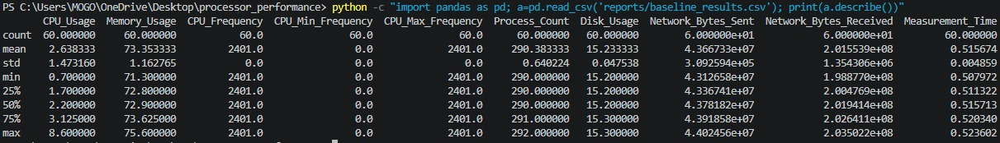 PS C:\Users\MOGO\OneDrive\Desktop\processor_performance> python -c "import pandas as pd; a=pd.read_csv('reports/baseline_results.csv'); print(a.describe())"
CPU_Usage Memory_Usage CPU_Frequency CPU_Min_Frequency CPU_Max_Frequency Process_Count Disk_Usage Network_Bytes_Sent Network_Bytes_Received Measurement_Time
count 60.000000 60.000000 60.0 60.0 60.0 60.000000 60.000000 6.000000e+01 6.000000e+01 60.000000
mean 2.638333 73.353333 2401.0 0.0 2401.0 290.383333 15.233333 4.366733e+07 2.015539e+08 0.515674
std 1.473160 1.162765 0.0 0.0 0.0 0.640224 0.047538 3.092594e+05 1.354306e+06 0.004859
min 0.700000 71.300000 2401.0 0.0 2401.0 290.000000 15.200000 4.312658e+07 1.988770e+08 0.507972
25% 1.700000 72.800000 2401.0 0.0 2401.0 290.000000 15.200000 4.336741e+07 2.004769e+08 0.511322
50% 2.200000 72.900000 2401.0 0.0 2401.0 290.000000 15.200000 4.378182e+07 2.019414e+08 0.515713
75% 3.125000 73.625000 2401.0 0.0 2401.0 291.000000 15.300000 4.391858e+07 2.026411e+08 0.520340
max 8.600000 75.600000 2401.0 0.0 2401.0 292.000000 15.300000 4.402456e+07 2.035022e+08 0.523602